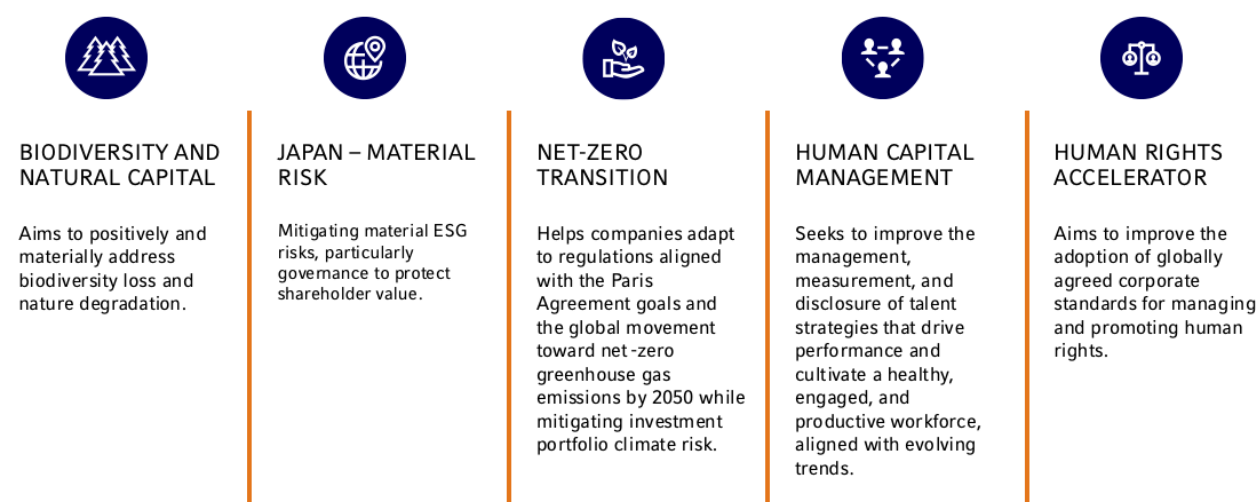 BIODIVERSITY AND
NATURAL CAPITAL
Aims to positively and
materially address
biodiversity loss and
nature degradation.
JAPAN – MATERIAL
RISK
Mitigating material ESG
risks, particularly
governance to protect
shareholder value.
NET-ZERO
TRANSITION
Helps companies adapt
to regulations aligned
with the Paris
Agreement goals and
the global movement
toward net-zero
greenhouse gas
emissions by 2050 while
mitigating investment
portfolio climate risk.
HUMAN CAPITAL
MANAGEMENT
Seeks to improve the
management,
measurement, and
disclosure of talent
strategies that drive
performance and
cultivate a healthy,
engaged, and
productive workforce,
aligned with evolving
trends.
HUMAN RIGHTS
ACCELERATOR
Aims to improve the
adoption of globally
agreed corporate
standards for managing
and promoting human
rights.